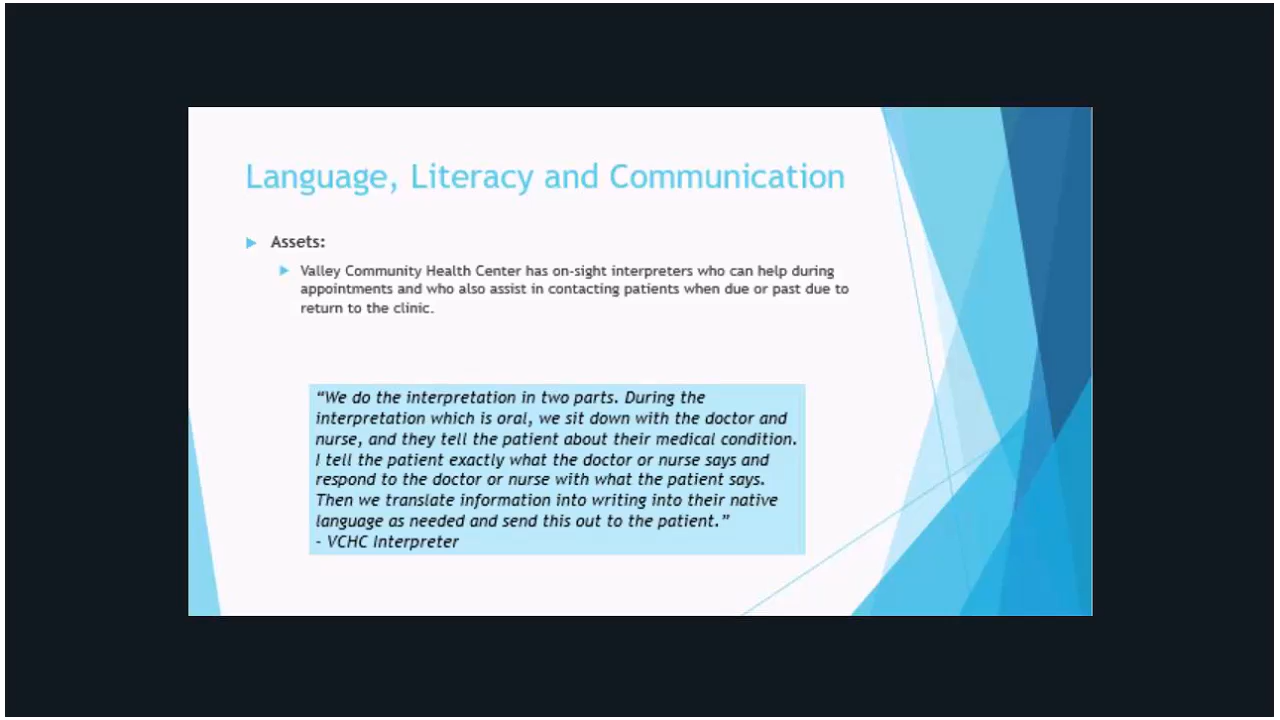 Language, Literacy and Communication
Assets:
Valley Community Health Center has on-sight interpreters who can help during
appointments and who also assist in contacting patients when due or past due to
return to the clinic.
“We do the interpretation in two parts. During the
interpretation which is oral, we sit down with the doctor and
nurse, and they tell the patient about their medical condition.
I tell the patient exactly what the doctor or nurse says and
respond to the doctor or nurse with what the patient says.
Then we translate information into writing into their native
language as needed and send this out to the patient.”
- VCHC Interpreter